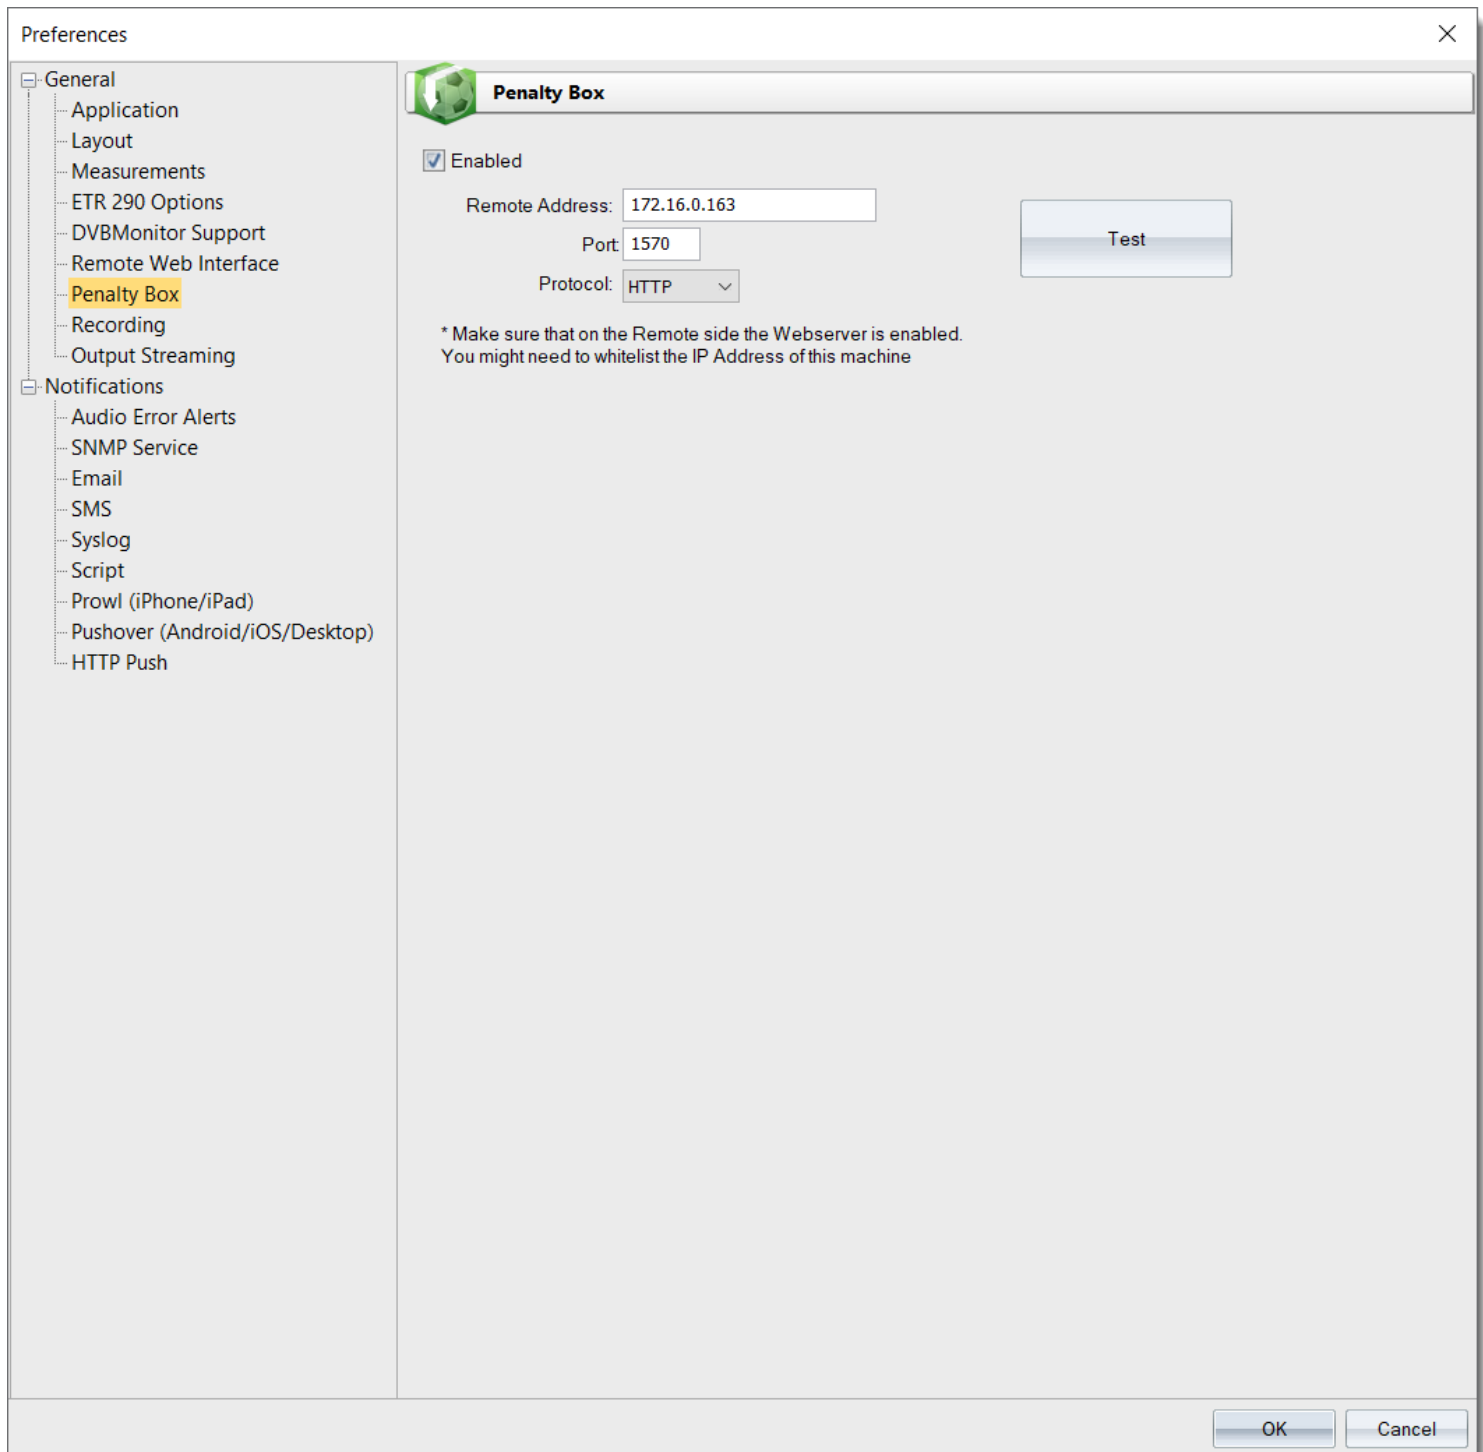 Preferences
General
Application
Layout
Measurements
ETR 290 Options
DVBMonitor Support
Remote Web Interface
Penalty Box
Recording
Output Streaming
Notifications
Audio Error Alerts
SNMP Service
Email
SMS
Syslog
Script
Prowl (iPhone/iPad)
Pushover (Android/iOS/Desktop)
HTTP Push
Penalty Box
Enabled
Remote Address: 172.16.0.163
Port: 1570
Protocol: HTTP
Test
* Make sure that on the Remote side the Webserver is enabled.
You might need to whitelist the IP Address of this machine
OK Cancel